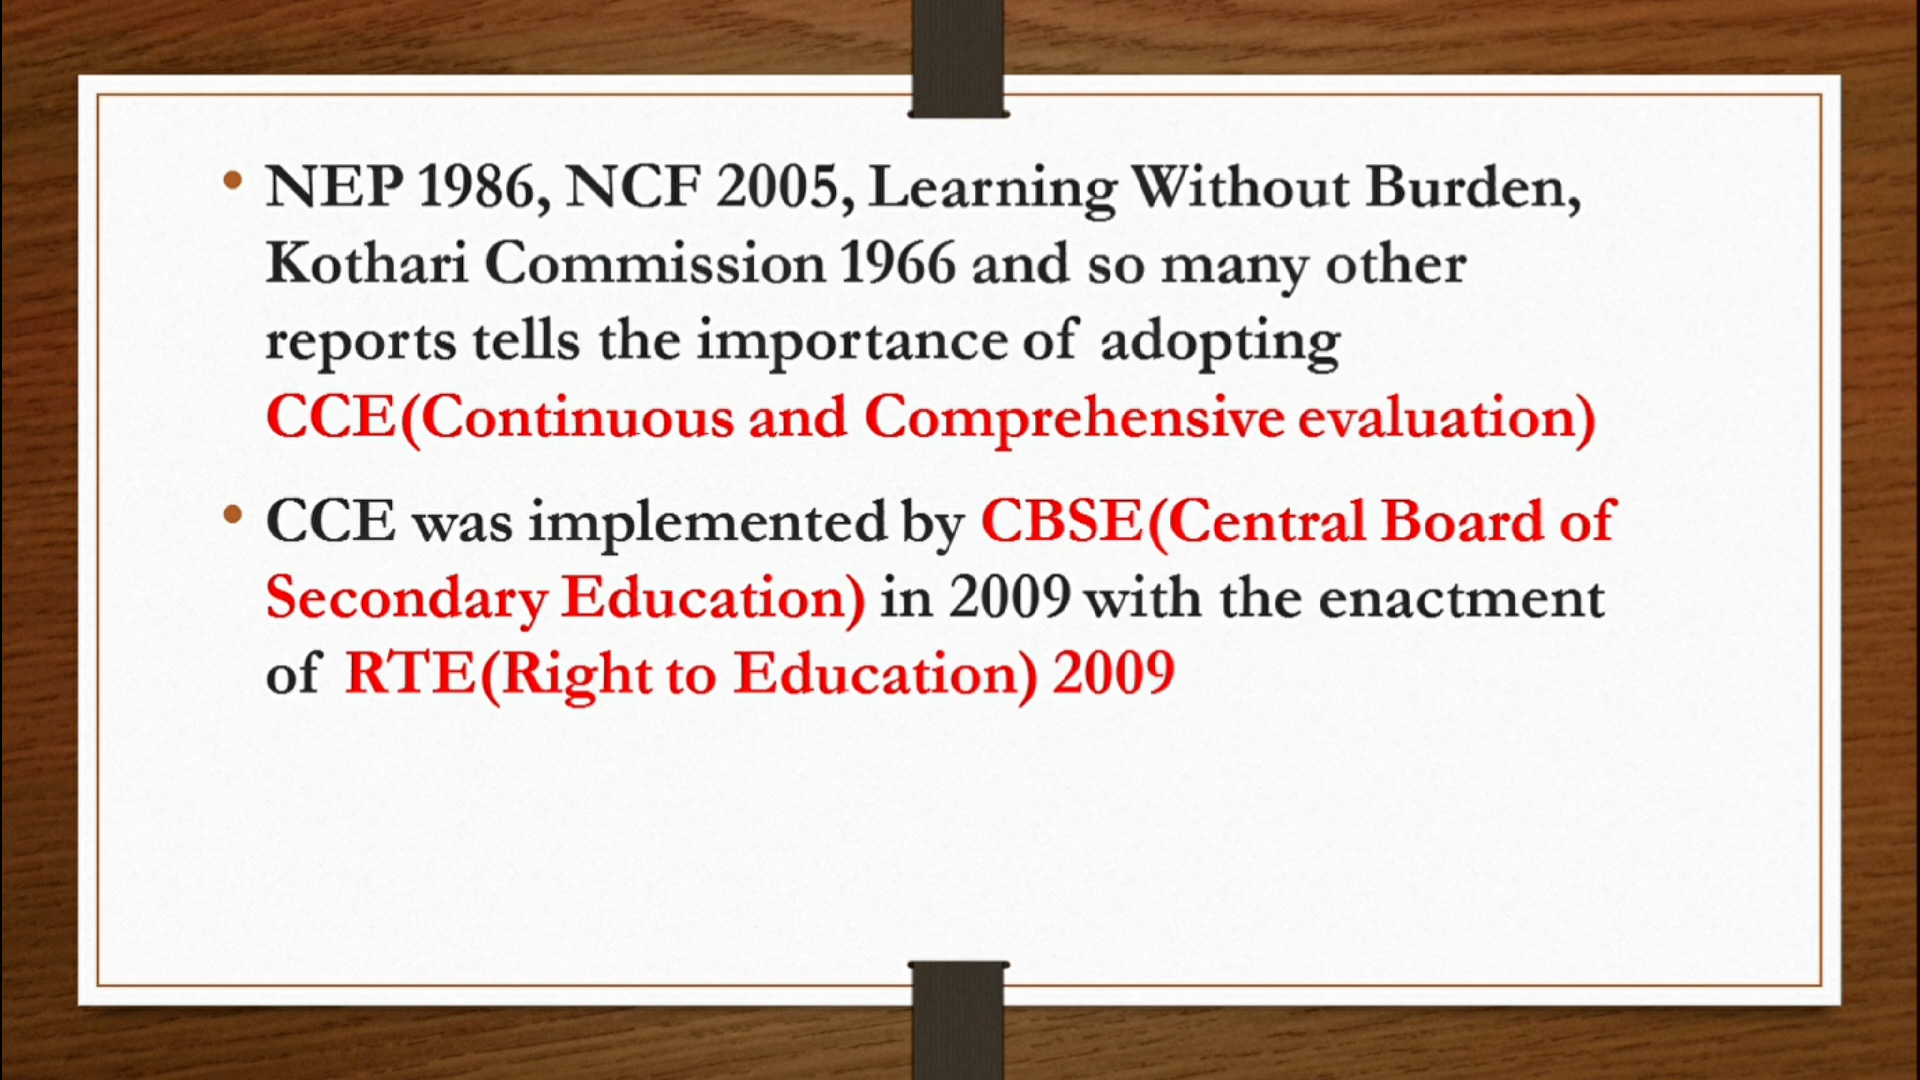 • NEP 1986, NCF 2005, Learning Without Burden,
Kothari Commission 1966 and so many other
reports tells the importance of adopting
CCE(Continuous and Comprehensive evaluation)
• CCE was implemented by CBSE(Central Board of
Secondary Education) in 2009 with the enactment
of RTE(Right to Education) 2009